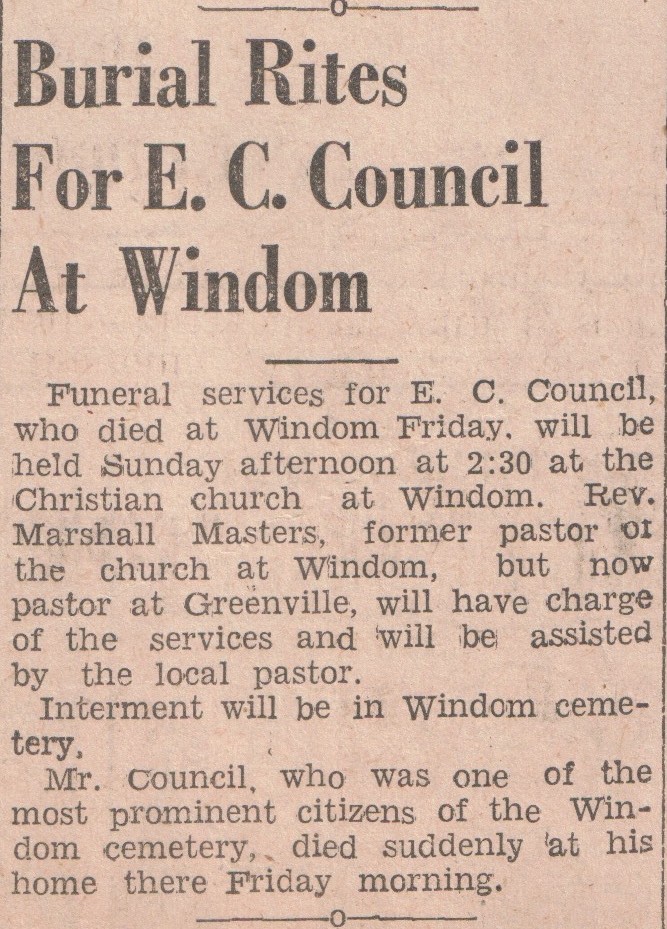 Burial Rites
For E. C. Council
At Windom
Funeral services for E. C. Council,
who died at Windom Friday, will be
held Sunday afternoon at 2:30 at the
Christian church at Windom. Rev.
Marshall Masters, former pastor of
the church at Windom, but now
pastor at Greenville, will have charge
of the services and will be assisted
by the local pastor.
Interment will be in Windom ceme-
tery.
Mr. Council, who was one of the
most prominent citizens of the Win-
dom cemetery, died suddenly at his
home there Friday morning.